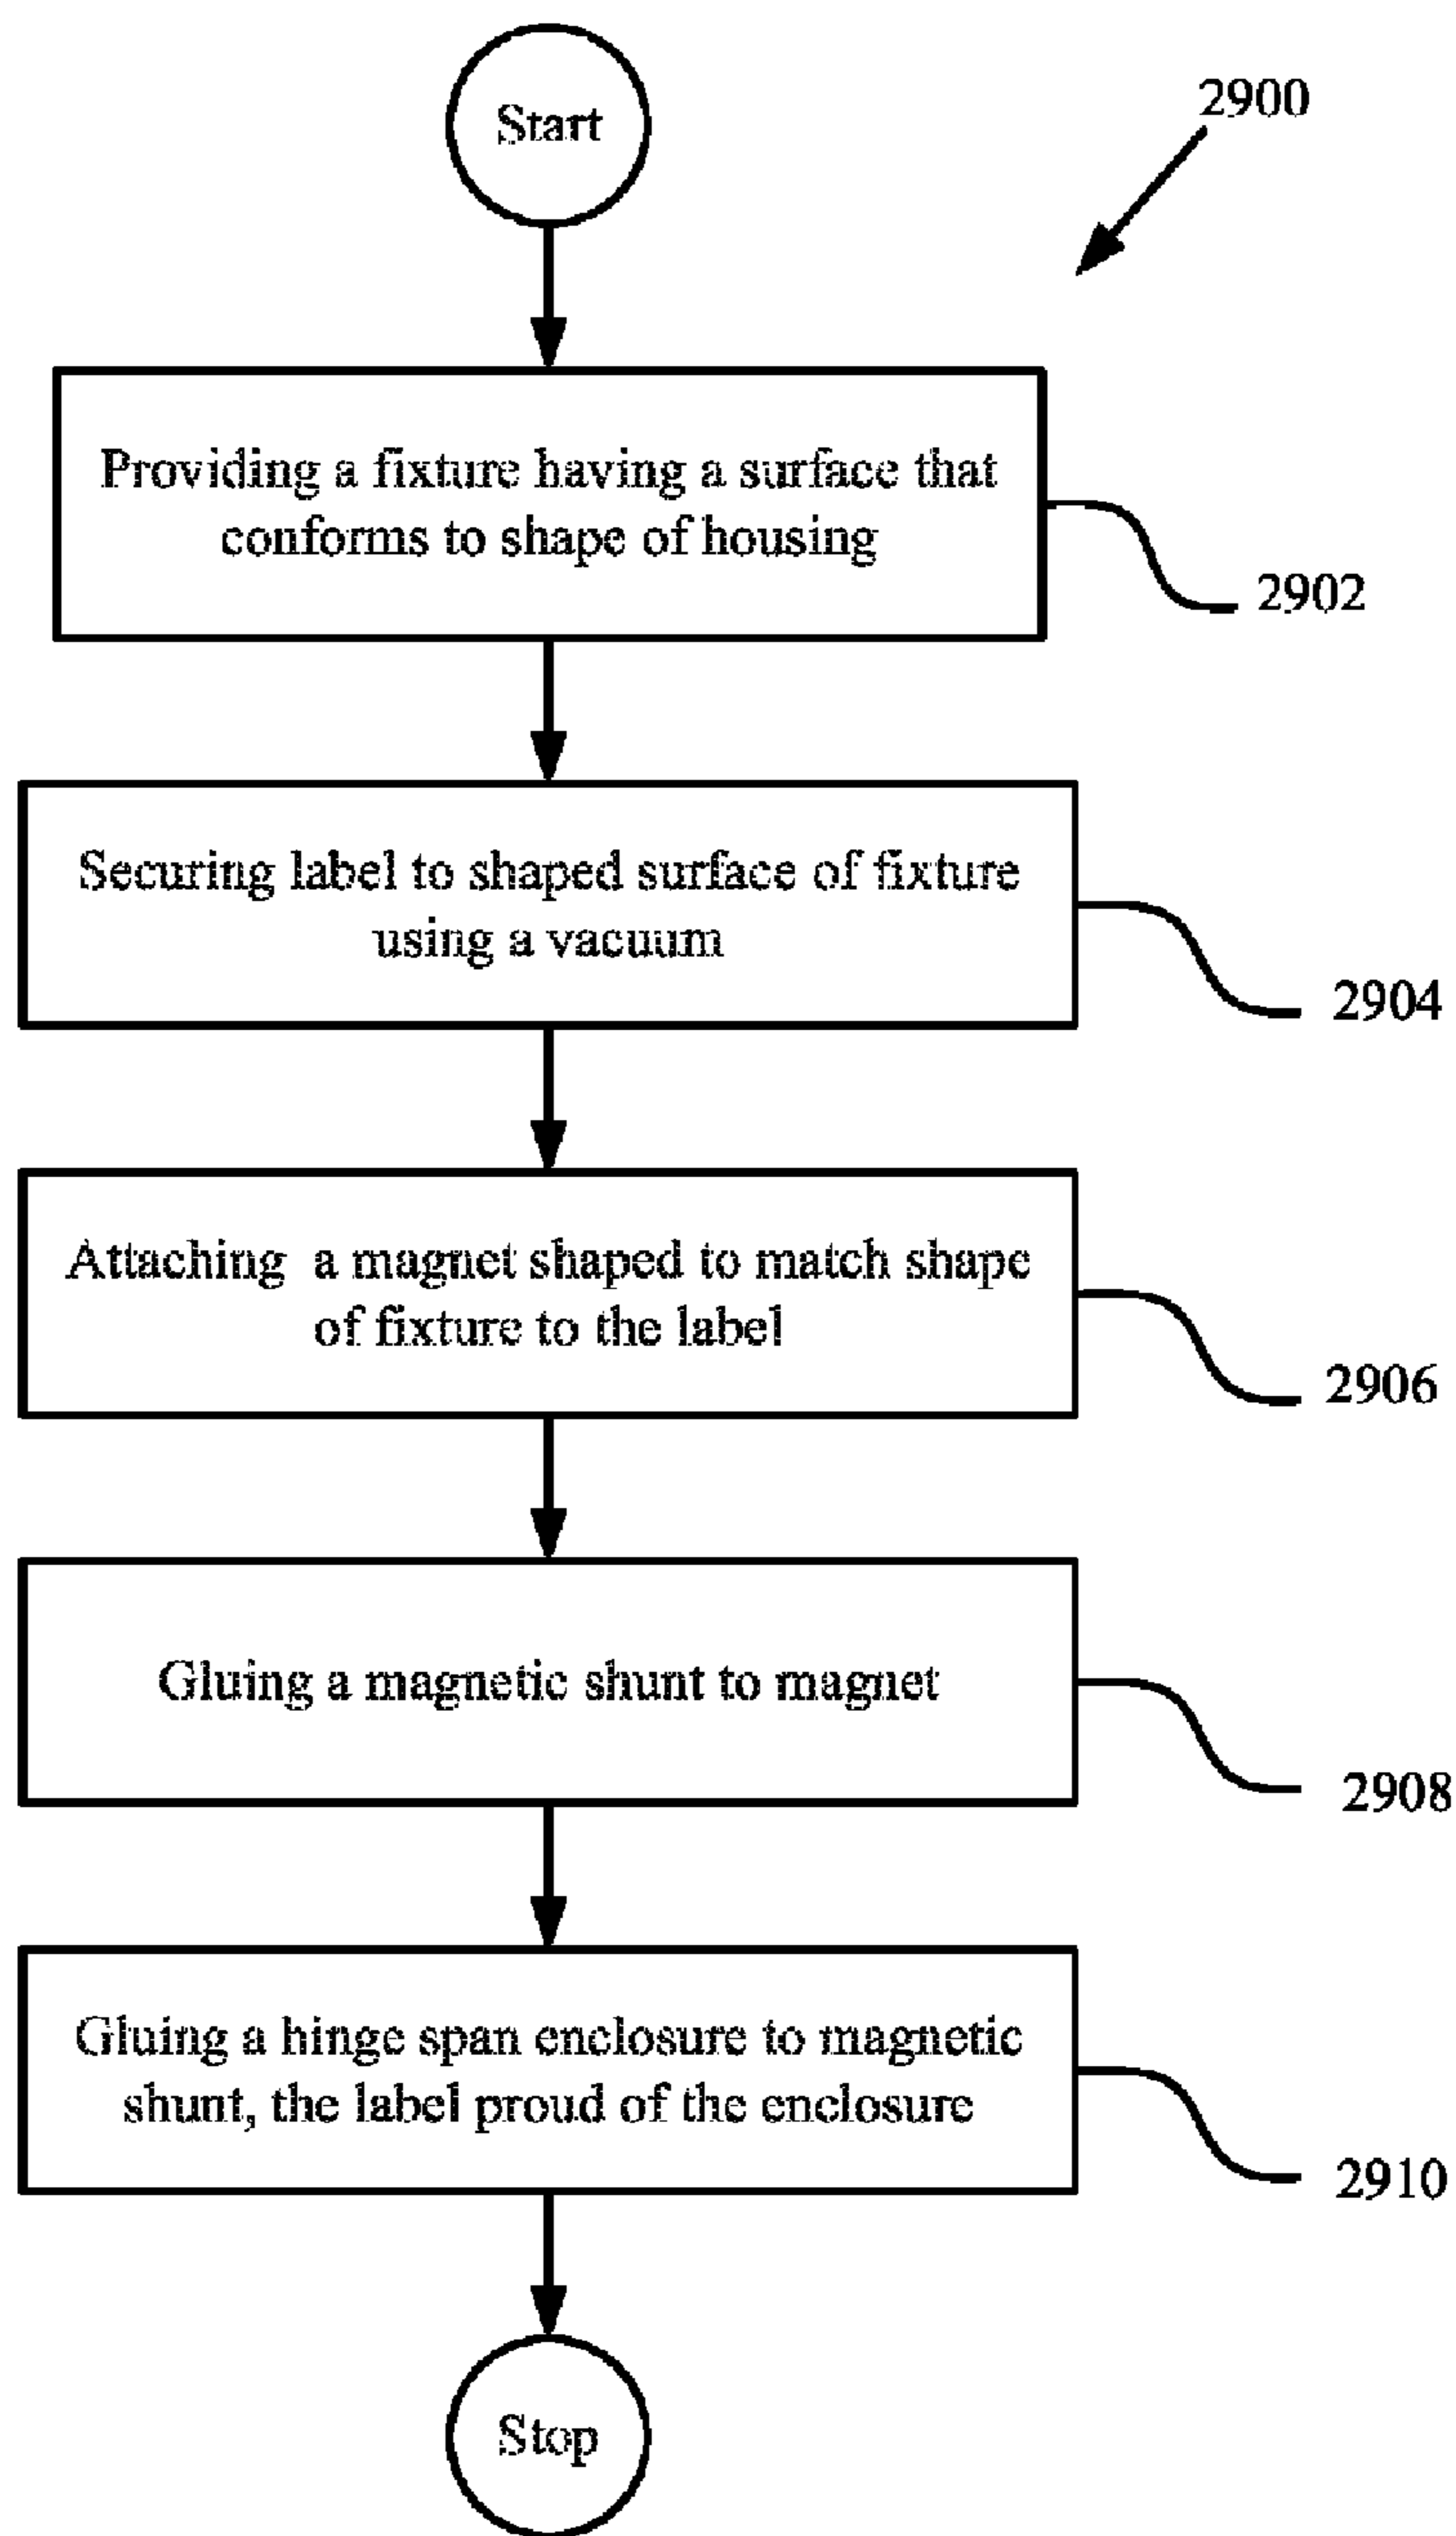 Start
2900
Providing a fixture having a surface that
conforms to shape of housing
2902
Securing label to shaped surface of fixture
using a vacuum
2904
Attaching a magnet shaped to match shape
of fixture to the label
2906
Gluing a magnetic shunt to magnet
2908
Gluing a hinge span enclosure to magnetic
shunt, the label proud of the enclosure
2910
Stop